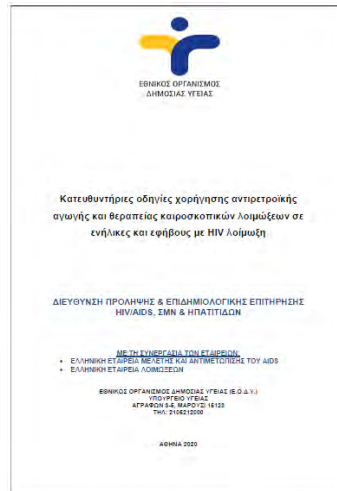 ΕΘΝΙΚΟΣ ΟΡΓΑΝΙΣΜΟΣ
ΔΗΜΟΣΙΑΣ ΥΓΕΙΑΣ
Κατευθυντήριες οδηγίες χορήγησης αντιρετροϊκής
αγωγής και θεραπείας καιροσκοπικών λοιμώξεων σε
ενήλικες και εφήβους με HIV λοίμωξη
ΔΙΕΥΘΥΝΣΗ ΠΡΟΛΗΨΗΣ & ΕΠΙΔΗΜΙΟΛΟΓΙΚΗΣ ΕΠΙΤΗΡΗΣΗΣ
HIV/AIDS, ΣΜΝ & ΗΠΑΤΙΤΙΔΩΝ
ΜΕ ΤΗ ΣΥΝΕΡΓΑΣΙΑ ΤΩΝ ΕΤΑΙΡΕΙΩΝ:
• ΕΛΛΗΝΙΚΗ ΕΤΑΙΡΕΙΑ ΜΕΛΕΤΗΣ ΚΑΙ ΑΝΤΙΜΕΤΩΠΙΣΗΣ ΤΟΥ AIDS
• ΕΛΛΗΝΙΚΗ ΕΤΑΙΡΕΙΑ ΛΟΙΜΩΞΕΩΝ
ΕΘΝΙΚΟΣ ΟΡΓΑΝΙΣΜΟΣ ΔΗΜΟΣΙΑΣ ΥΓΕΙΑΣ (Ε.Ο.Δ.Υ.)
ΥΠΟΥΡΓΕΙΟ ΥΓΕΙΑΣ
ΑΓΡΑΦΩΝ 3-5, ΜΑΡΟΥΣΙ 15123
ΤΗΛ: 2105212000
ΑΘΗΝΑ 2020